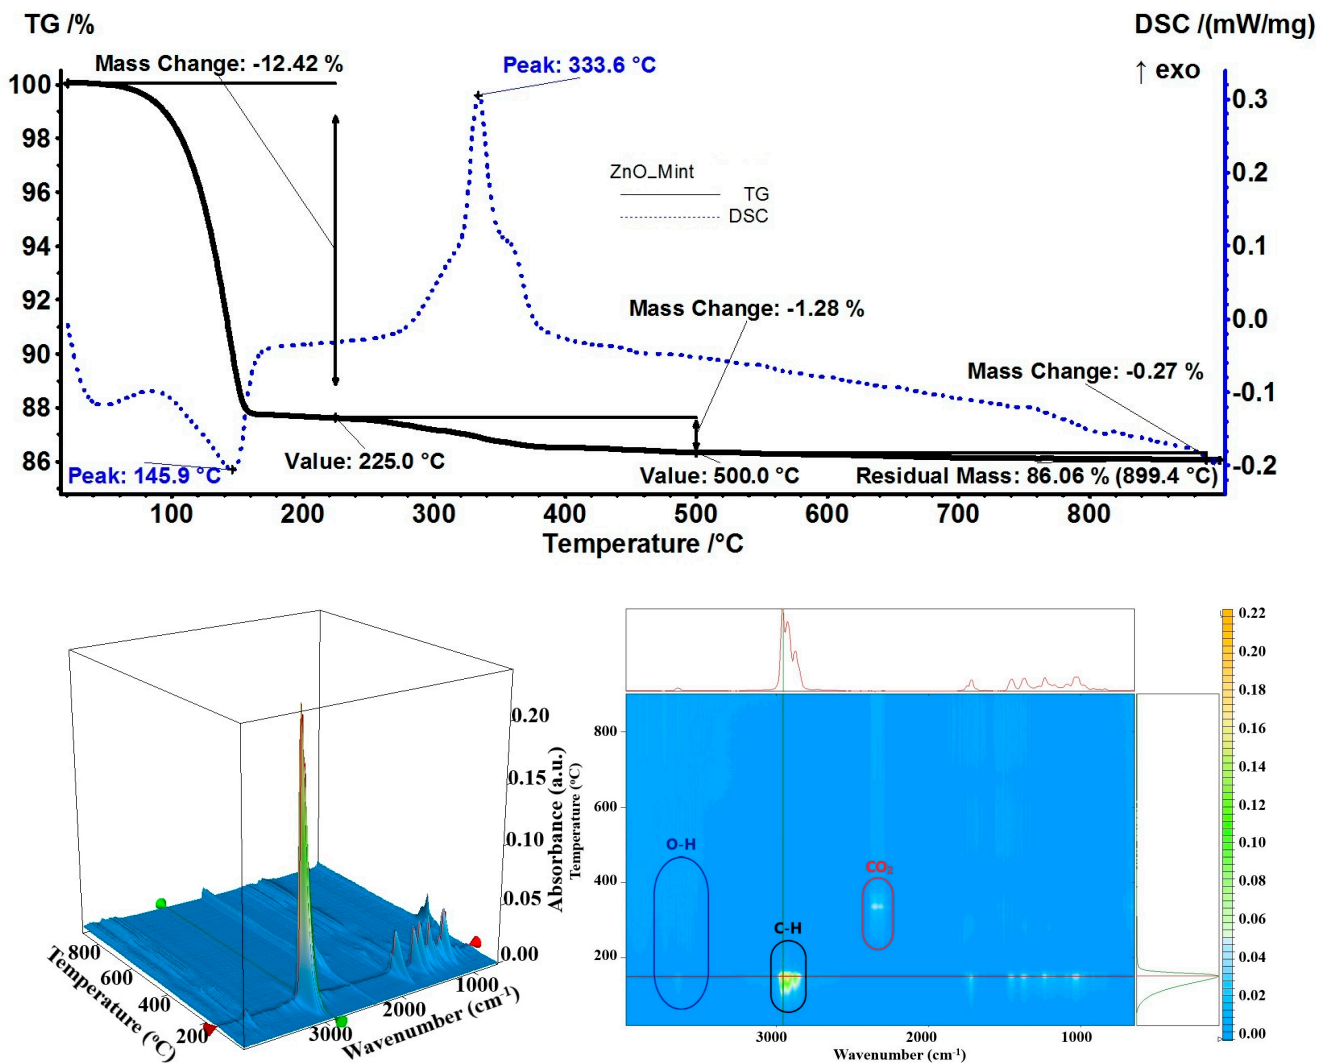 TG /%
DSC /(mW/mg)
↑ exo
Mass Change: -12.42 %
Peak: 333.6 °C
100
98
96
94
92
90
88
86
0.3
0.2
0.1
0.0
-0.1
-0.2
ZnO_Mint
TG
DSC
Mass Change: -1.28 %
Mass Change: -0.27 %
Peak: 145.9 °C
Value: 225.0 °C
Value: 500.0 °C
Residual Mass: 86.06 % (899.4 °C)
100 200 300 400 500 600 700 800
Temperature /°C
0.20
0.15
0.10
0.05
0.00
Absorbance (a.u.)
800
600
400
200
Temperature (°C)
3000
2000
1000
Wavenumber (cm-1)
Temperature (°C)
800
600
400
200
O-H
C-H
CO₂
3000 2000 1000
Wavenumber (cm-1)
0.22
0.20
0.18
0.16
0.14
0.12
0.10
0.08
0.06
0.04
0.02
0.00